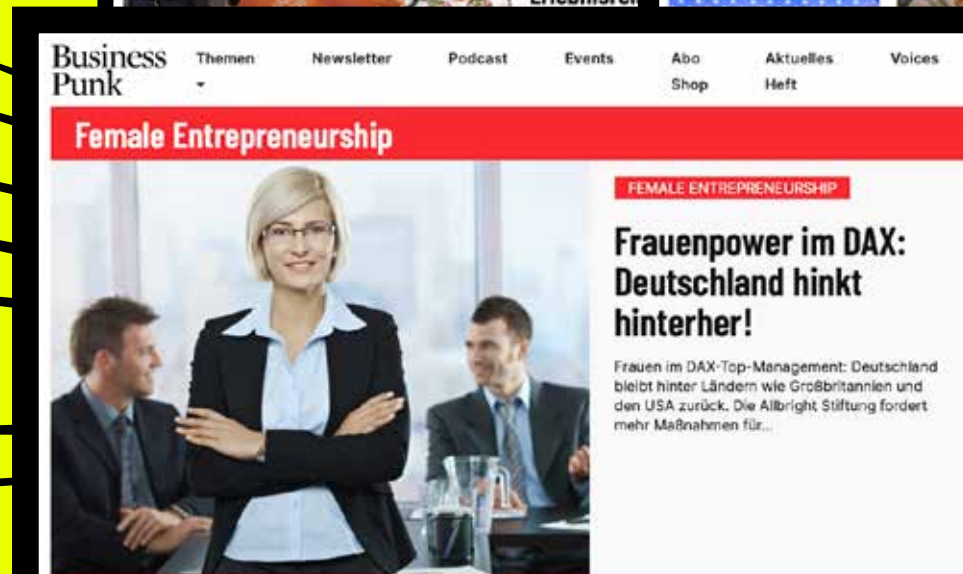 Business
Punk
Themen
Newsletter
Podcast
Events
Abo
Shop
Aktuelles
Heft
Voices
Female Entrepreneurship
FEMALE ENTREPRENEURSHIP
Frauenpower im DAX:
Deutschland hinkt
hinterher!
Frauen im DAX-Top-Management: Deutschland
bleibt hinter Ländern wie Großbritannien und
den USA zurück. Die Allbright Stiftung fordert
mehr Maßnahmen für...